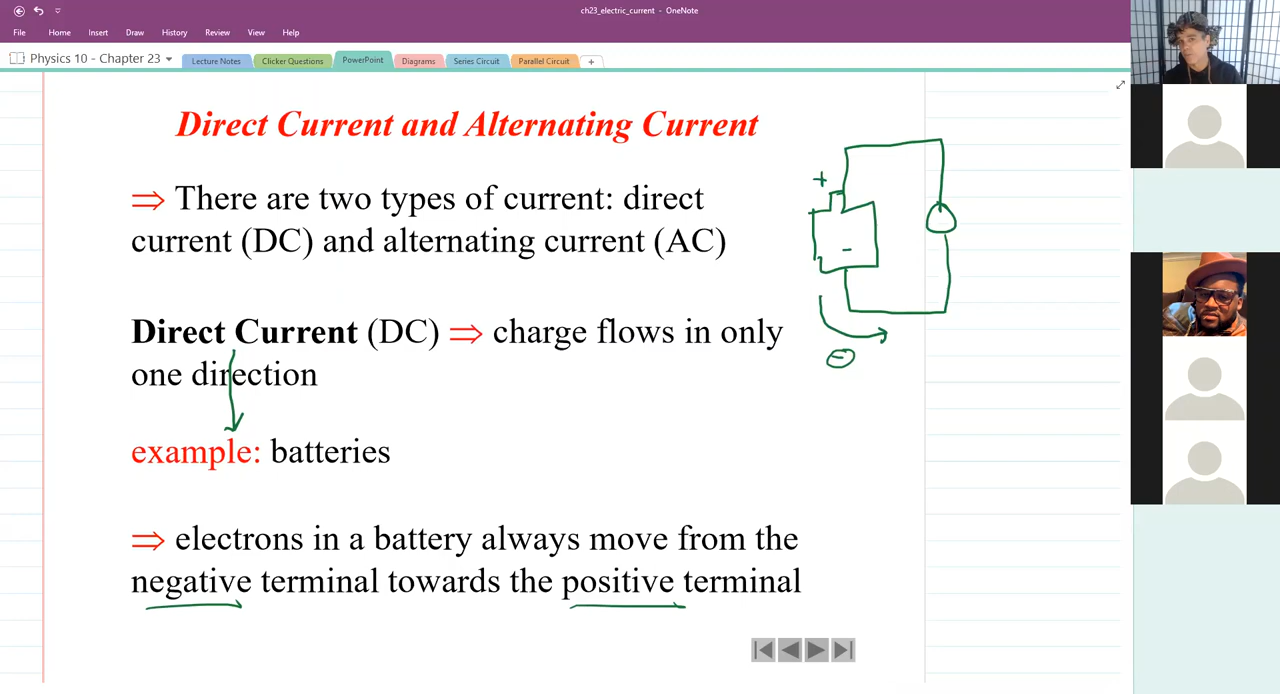 ch23_electric_current - OneNote
File Home Insert Draw History Review View Help
Physics 10 - Chapter 23 Lecture Notes Clicker Questions PowerPoint Diagrams Series Circuit Parallel Circuit +
Direct Current and Alternating Current
⇒ There are two types of current: direct
current (DC) and alternating current (AC)
+
-
Direct Current (DC) ⇒ charge flows in only
one direction
-
example: batteries
⇒ electrons in a battery always move from the
negative terminal towards the positive terminal